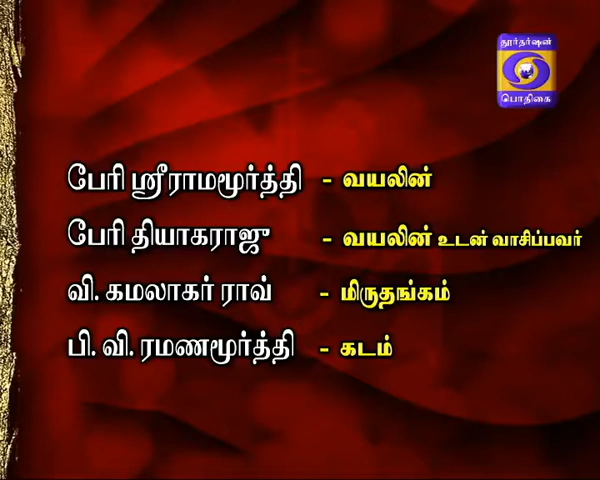 தூர்தர்ஷன்
பொதிகை
பேரி ஸ்ரீராமமூர்த்தி - வயலின்
பேரி தியாகராஜு - வயலின் உடன் வாசிப்பவர்
வி. கமலாகர் ராவ் - மிருதங்கம்
பி. வி. ரமணமூர்த்தி - கடம்